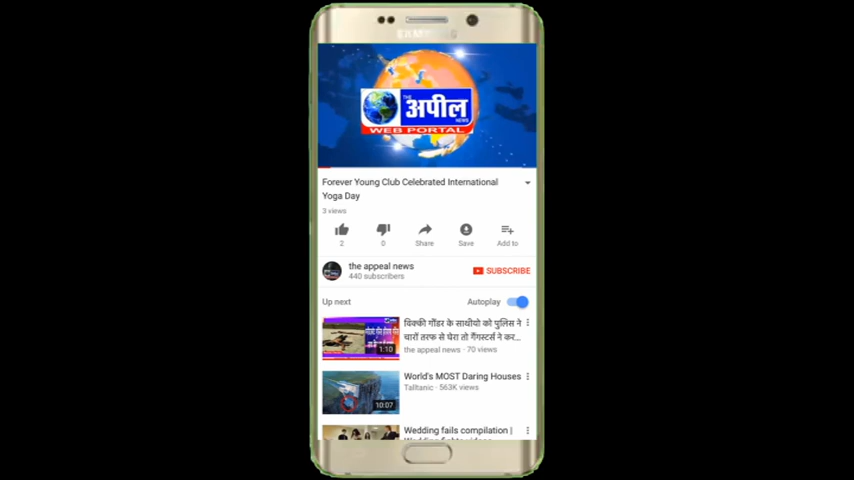 THE
अपील
NEWS
WEB PORTAL
Forever Young Club Celebrated International
Yoga Day
3 views
2
0
Share
Save
Add to
the appeal news
440 subscribers
SUBSCRIBE
Up next
Autoplay
विक्की गौंडर के साथीयो को पुलिस ने
चारों तरफ से घेरा तो गैंगस्टर्स ने कर...
the appeal news · 70 views
1:10
World's MOST Daring Houses
Talltanic · 563K views
10:07
Wedding fails compilation |